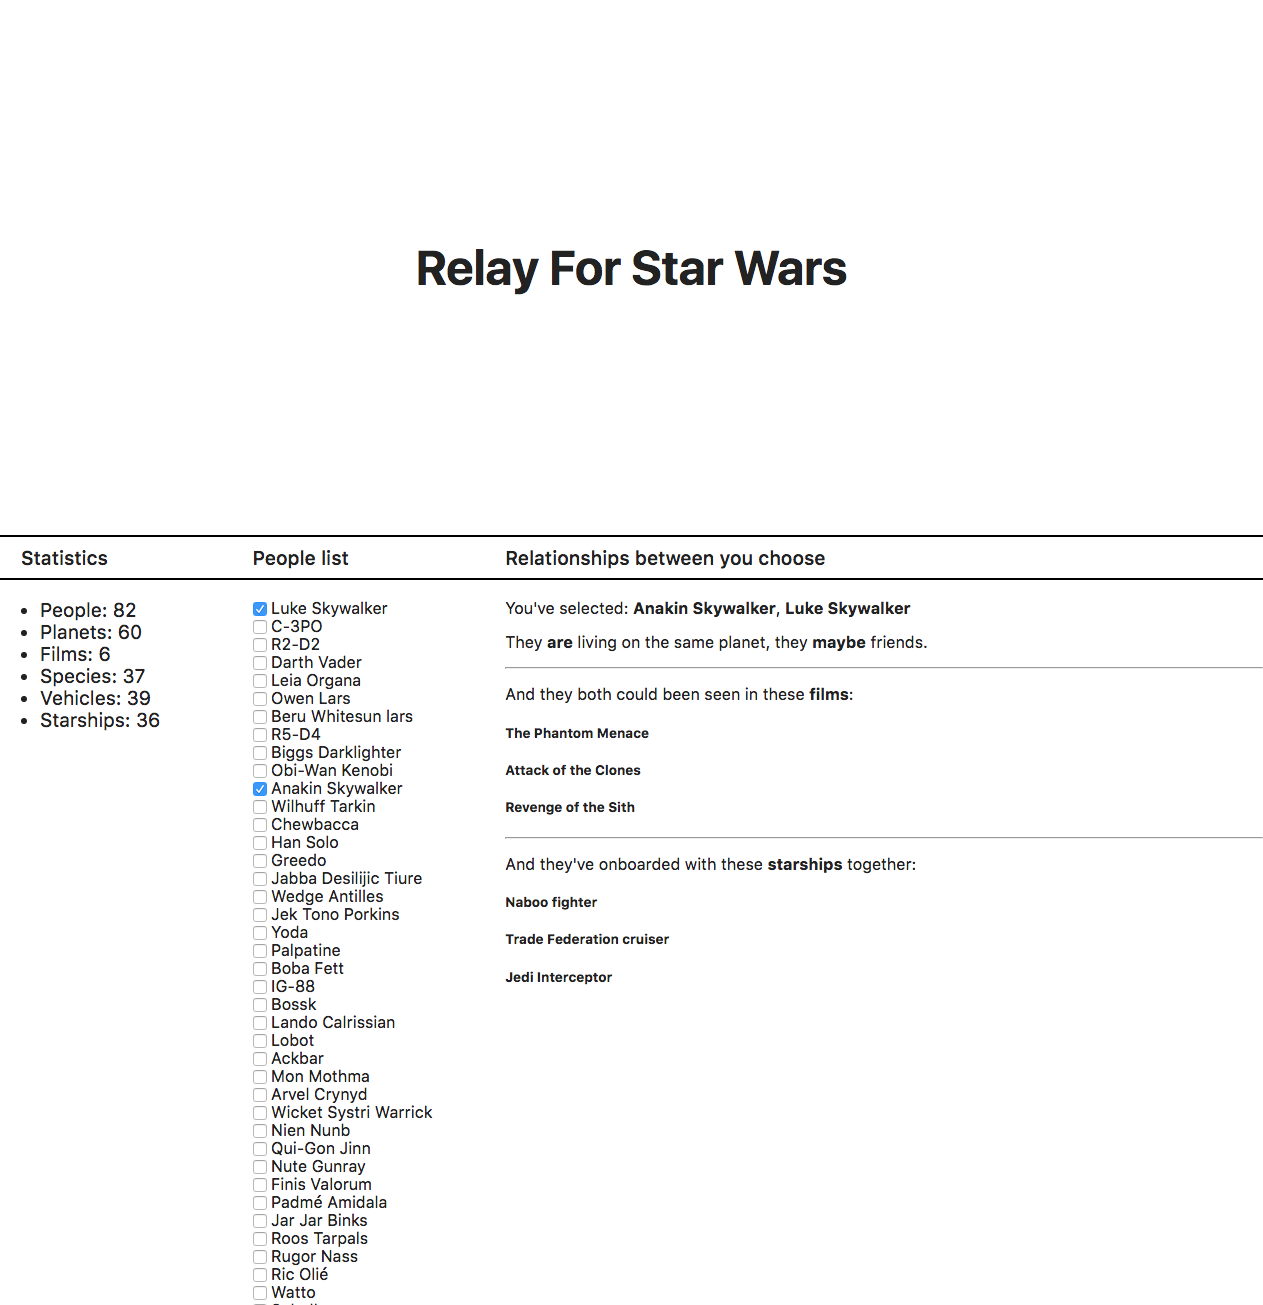 Relay For Star Wars
Statistics
People: 82
Planets: 60
Films: 6
Species: 37
Vehicles: 39
Starships: 36
People list
Luke Skywalker
C-3PO
R2-D2
Darth Vader
Leia Organa
Owen Lars
Beru Whitesun lars
R5-D4
Biggs Darklighter
Obi-Wan Kenobi
Anakin Skywalker
Wilhuff Tarkin
Chewbacca
Han Solo
Greedo
Jabba Desilijic Tiure
Wedge Antilles
Jek Tono Porkins
Yoda
Palpatine
Boba Fett
IG-88
Bossk
Lando Calrissian
Lobot
Ackbar
Mon Mothma
Arvel Crynyd
Wicket Systri Warrick
Nien Nunb
Qui-Gon Jinn
Nute Gunray
Finis Valorum
Padmé Amidala
Jar Jar Binks
Roos Tarpals
Rugor Nass
Ric Olié
Watto
Relationships between you choose
You've selected: Anakin Skywalker, Luke Skywalker
They are living on the same planet, they maybe friends.
And they both could been seen in these films:
The Phantom Menace
Attack of the Clones
Revenge of the Sith
And they've onboarded with these starships together:
Naboo fighter
Trade Federation cruiser
Jedi Interceptor